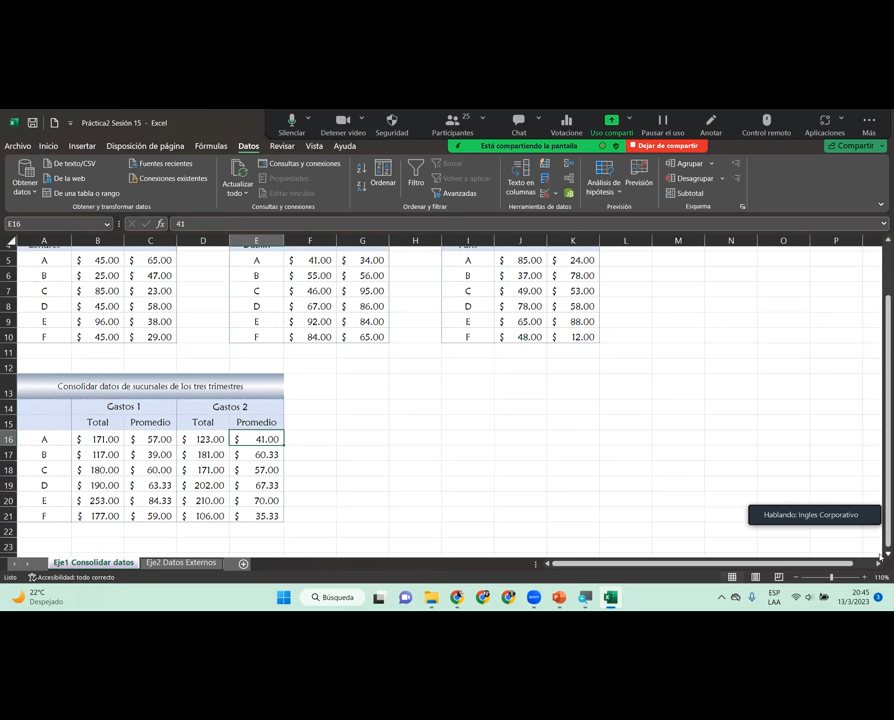 Práctica2 Sesión 15 - Excel
Silenciar
Detener vídeo
Seguridad
25
Participantes
Chat
Votacione
Uso comparti
Pausar el uso
Anotar
Control remoto
Aplicaciones
Más
Archivo Inicio Insertar Disposición de página Fórmulas Datos Revisar Vista Ayuda
Está compartiendo la pantalla
Dejar de compartir
Compartir
Obtener datos
De texto/CSV
De la web
De una tabla o rango
Fuentes recientes
Conexiones existentes
Obtener y transformar datos
Actualizar todo
Consultas y conexiones
Propiedades
Editar vínculos
Consultas y conexiones
Ordenar
Filtro
Borrar
Volver a aplicar
Avanzadas
Ordenar y filtrar
Texto en columnas
Herramientas de datos
Análisis de hipótesis
Previsión
Previsión
Agrupar
Desagrupar
Subtotal
Esquema
E16 fx 41
A B C D E F G H I J K L M N O P
5 A $ 45.00 $ 65.00 A $ 41.00 $ 34.00 A $ 85.00 $ 24.00
6 B $ 25.00 $ 47.00 B $ 55.00 $ 56.00 B $ 37.00 $ 78.00
7 C $ 85.00 $ 23.00 C $ 46.00 $ 95.00 C $ 49.00 $ 53.00
8 D $ 45.00 $ 58.00 D $ 67.00 $ 86.00 D $ 78.00 $ 58.00
9 E $ 96.00 $ 38.00 E $ 92.00 $ 84.00 E $ 65.00 $ 88.00
10 F $ 45.00 $ 29.00 F $ 84.00 $ 65.00 F $ 48.00 $ 12.00
11
12
13 Consolidar datos de sucursales de los tres trimestres
14 Gastos 1 Gastos 2
15 Total Promedio Total Promedio
16 A $ 171.00 $ 57.00 $ 123.00 $ 41.00
17 B $ 117.00 $ 39.00 $ 181.00 $ 60.33
18 C $ 180.00 $ 60.00 $ 171.00 $ 57.00
19 D $ 190.00 $ 63.33 $ 202.00 $ 67.33
20 E $ 253.00 $ 84.33 $ 210.00 $ 70.00
21 F $ 177.00 $ 59.00 $ 106.00 $ 35.33
22
23
Hablando: Ingles Corporativo
Eje1 Consolidar datos Eje2 Datos Externos
Listo Accesibilidad: todo correcto 110%
22°C
Despejado
Búsqueda
ESP
LAA
20:45
13/3/2023
3